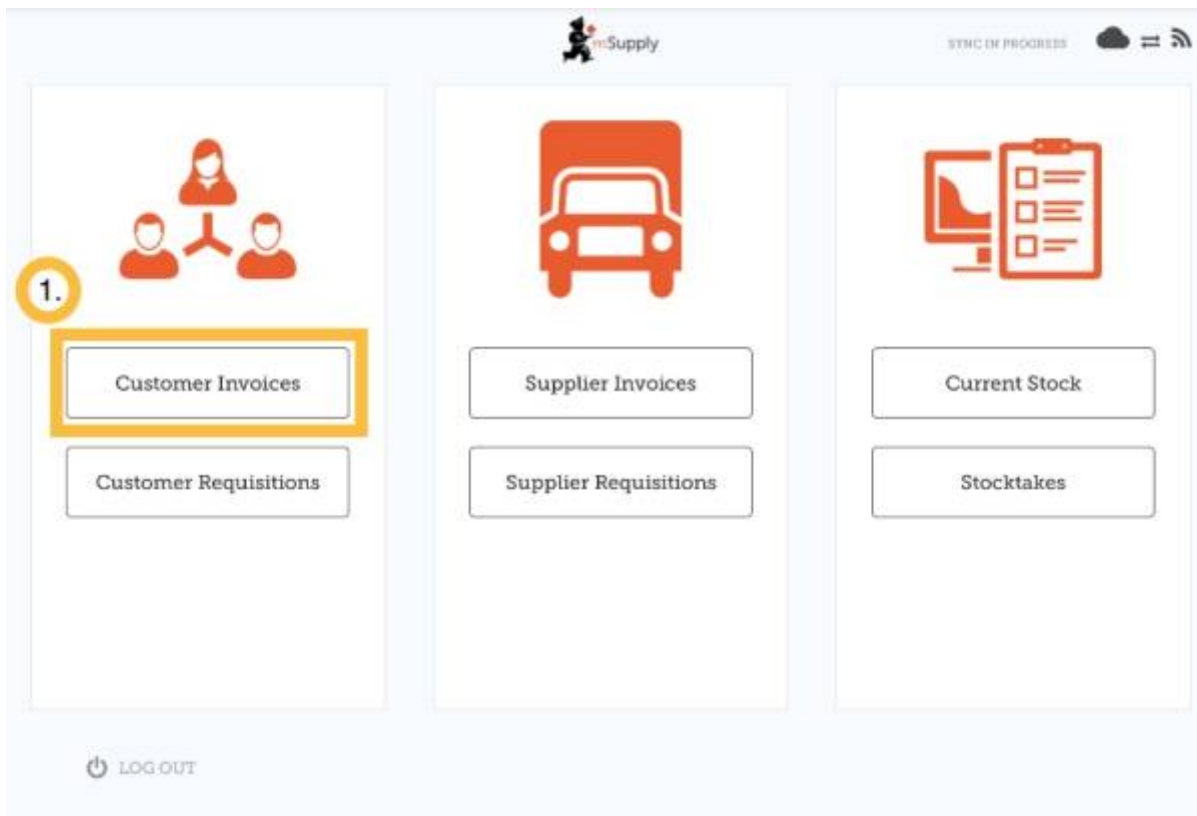 mSupply
SYNC IN PROGRESS
1.
Customer Invoices
Supplier Invoices
Current Stock
Customer Requisitions
Supplier Requisitions
Stocktakes
LOG OUT